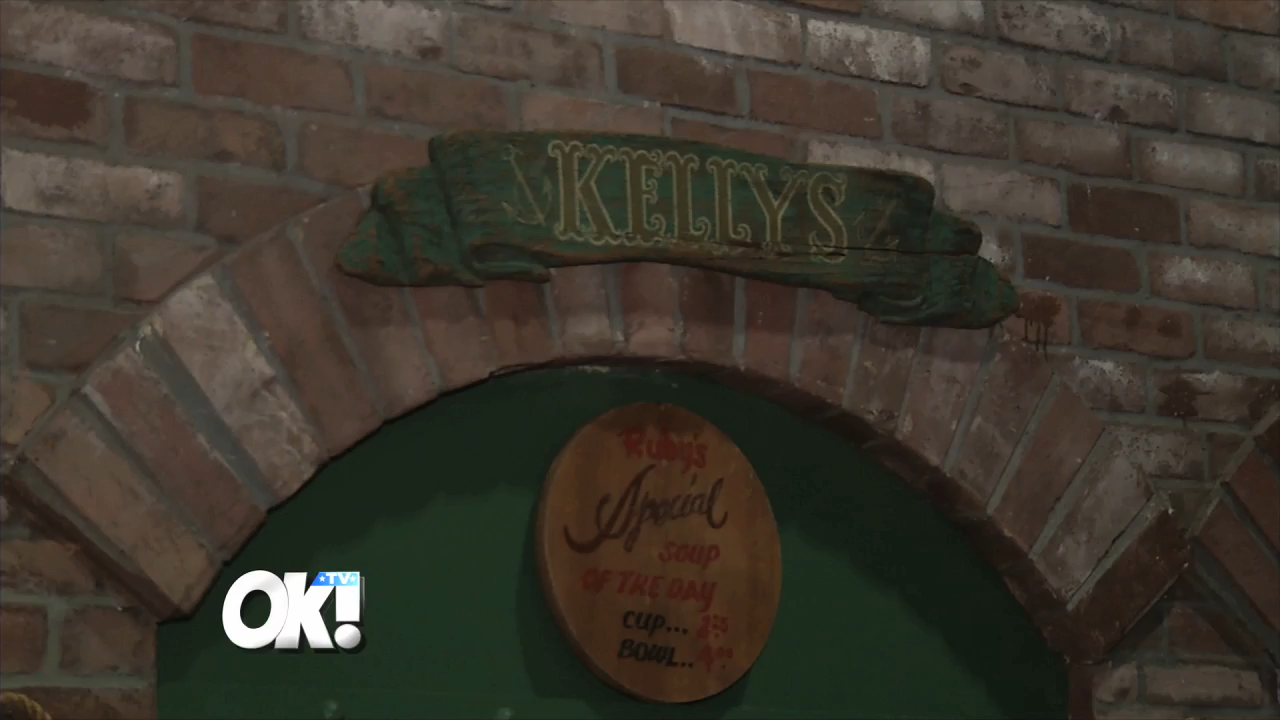 KELLYS
Ruby's
Special
SOUP
OF THE DAY
CUP...
BOWL..
OK!
TV